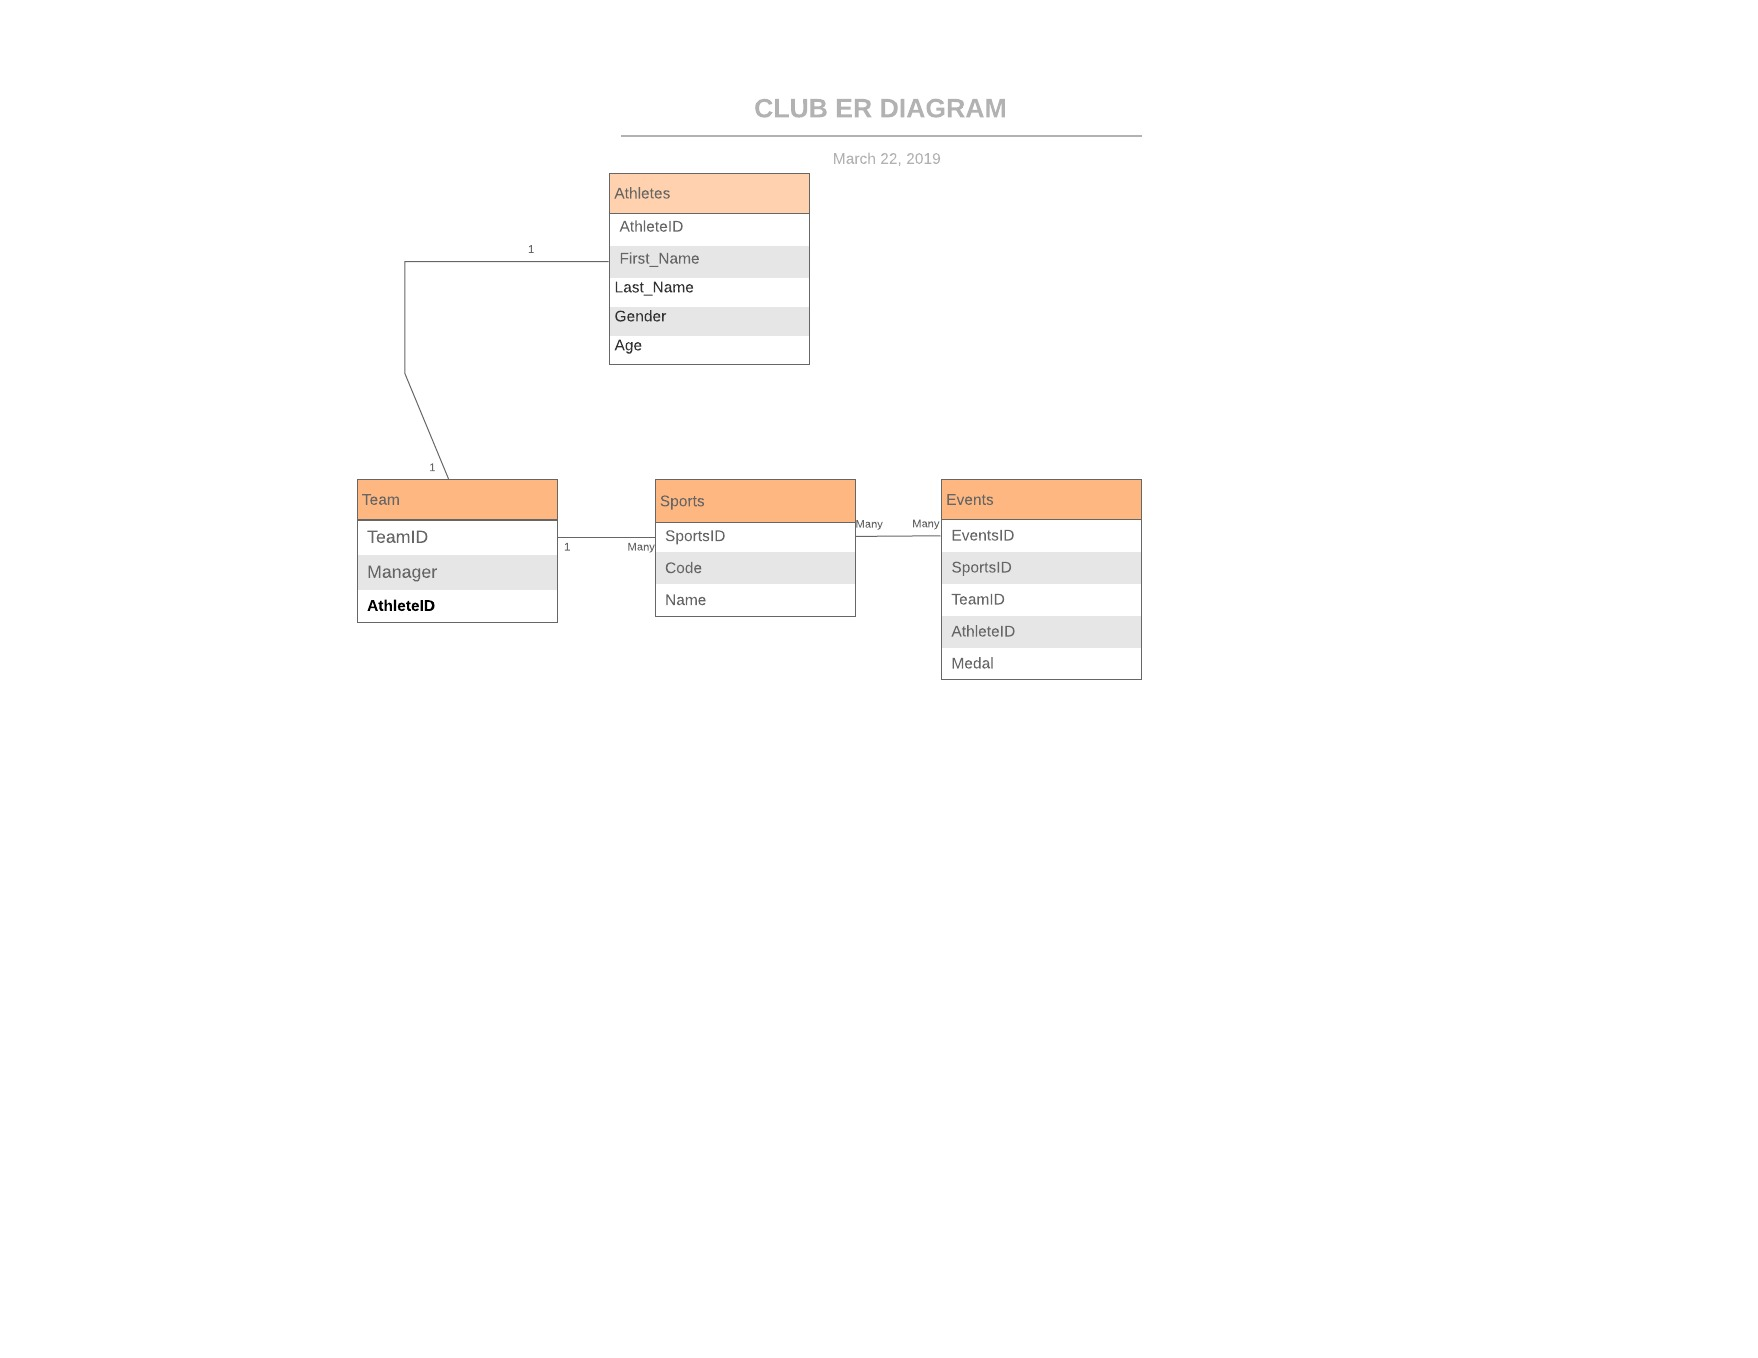 CLUB ER DIAGRAM
March 22, 2019
Athletes
AthleteID
First_Name
Last_Name
Gender
Age
1
1
Team
TeamID
Manager
AthleteID
1
Many
Sports
SportsID
Code
Name
Many
Many
Events
EventsID
SportsID
TeamID
AthleteID
Medal